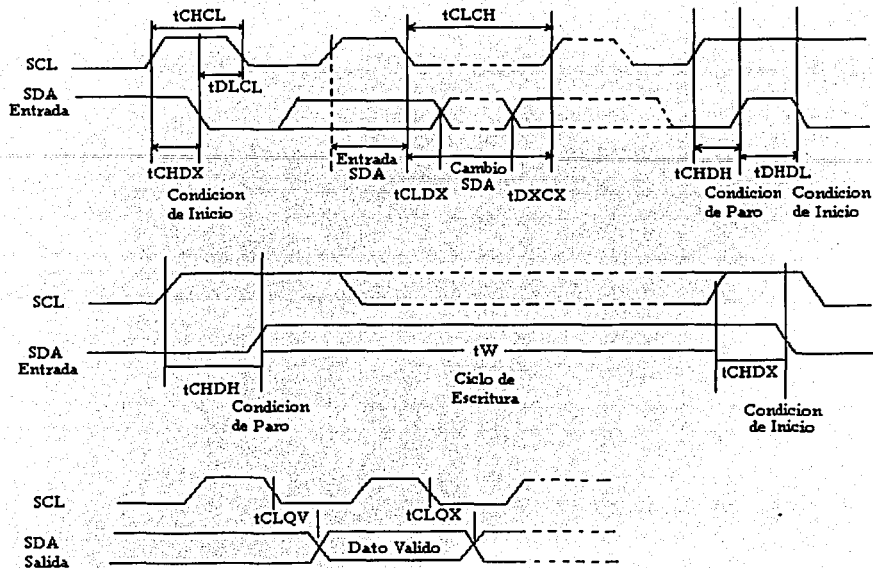 tCHCL
tCLCH
SCL
tDLCL
SDA
Entrada
tCHDX
Condicion
de Inicio
Entrada
SDA
tCLDX
Cambio
SDA
tDXCX
tCHDH
Condicion
de Paro
tDHDL
Condicion
de Inicio
SCL
SDA
Entrada
tCHDH
Condicion
de Paro
tW
Ciclo de
Escritura
tCHDX
Condicion
de Inicio
SCL
tCLQV
tCLQX
SDA
Salida
Dato Valido